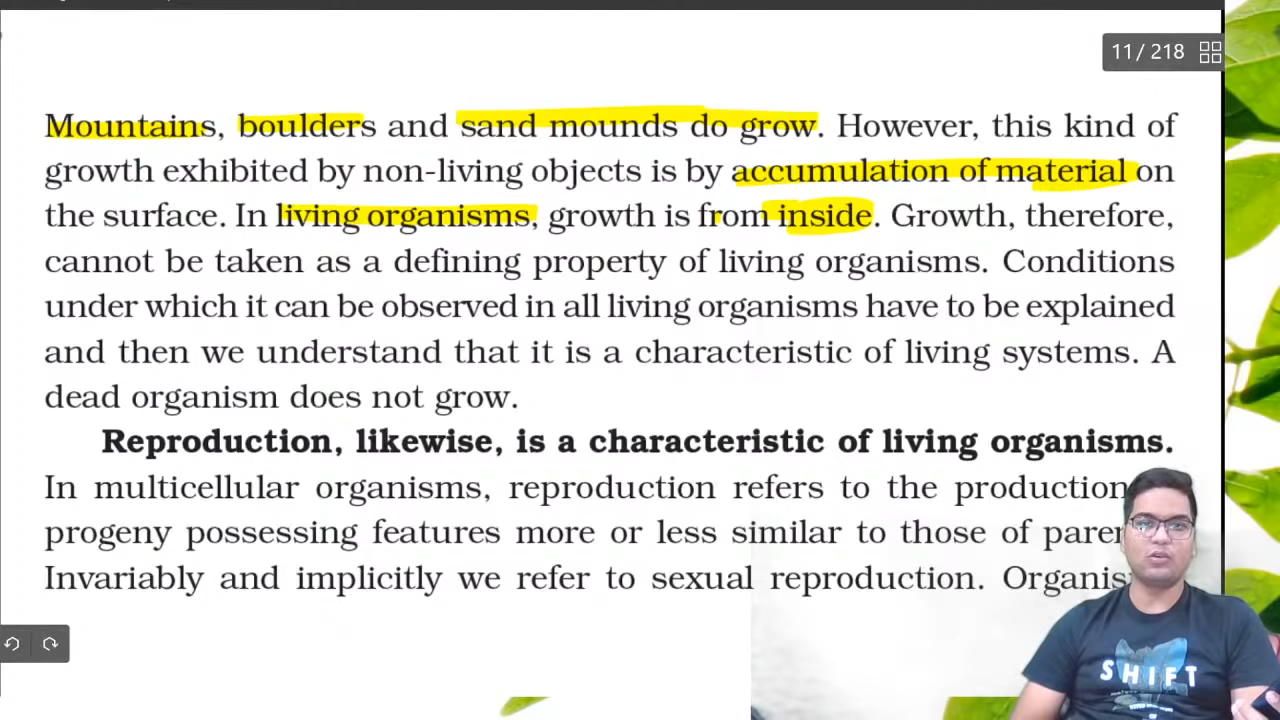 11 / 218
Mountains, boulders and sand mounds do grow. However, this kind of
growth exhibited by non-living objects is by accumulation of material on
the surface. In living organisms, growth is from inside. Growth, therefore,
cannot be taken as a defining property of living organisms. Conditions
under which it can be observed in all living organisms have to be explained
and then we understand that it is a characteristic of living systems. A
dead organism does not grow.
Reproduction, likewise, is a characteristic of living organisms.
In multicellular organisms, reproduction refers to the production
progeny possessing features more or less similar to those of
Invariably and implicitly we refer to sexual reproduction.
SHIFT